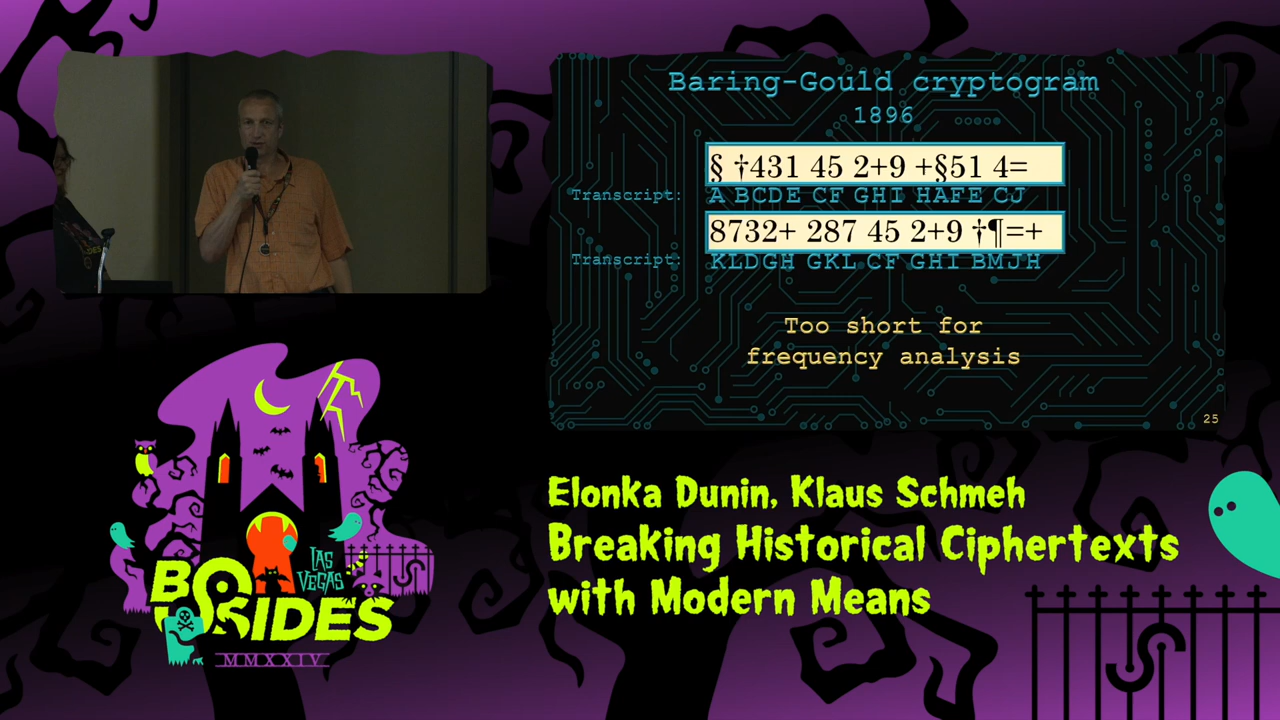 Baring-Gould cryptogram
1896
§ †431 45 2+9 +§51 4=
Transcript: A BCDE CF GHI HAFE CJ
8732+ 287 45 2+9 †¶=+
Transcript: KLDGH GKL CF GHI BMJH
Too short for
frequency analysis
25
LAS
VEGAS
BSIDES
MMXXIV
Elonka Dunin, Klaus Schmeh
Breaking Historical Ciphertexts
with Modern Means